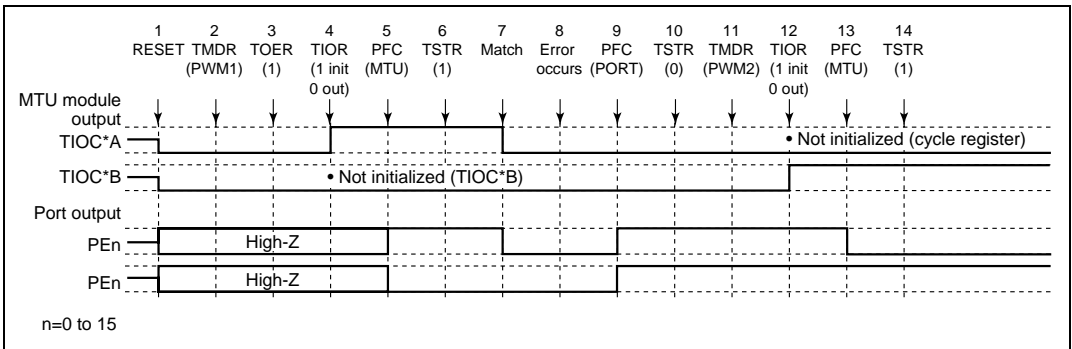 1 2 3 4 5 6 7 8 9 10 11 12 13 14
RESET TMDR TOER TIOR PFC TSTR Match Error PFC TSTR TMDR TIOR PFC TSTR
(PWM1) (1) (1 init (MTU) (1) occurs (PORT) (0) (PWM2) (1 init (MTU) (1)
0 out) 0 out)
MTU module
output
TIOC*A • Not initialized (cycle register)
TIOC*B • Not initialized (TIOC*B)
Port output
PEn High-Z
PEn High-Z
n=0 to 15